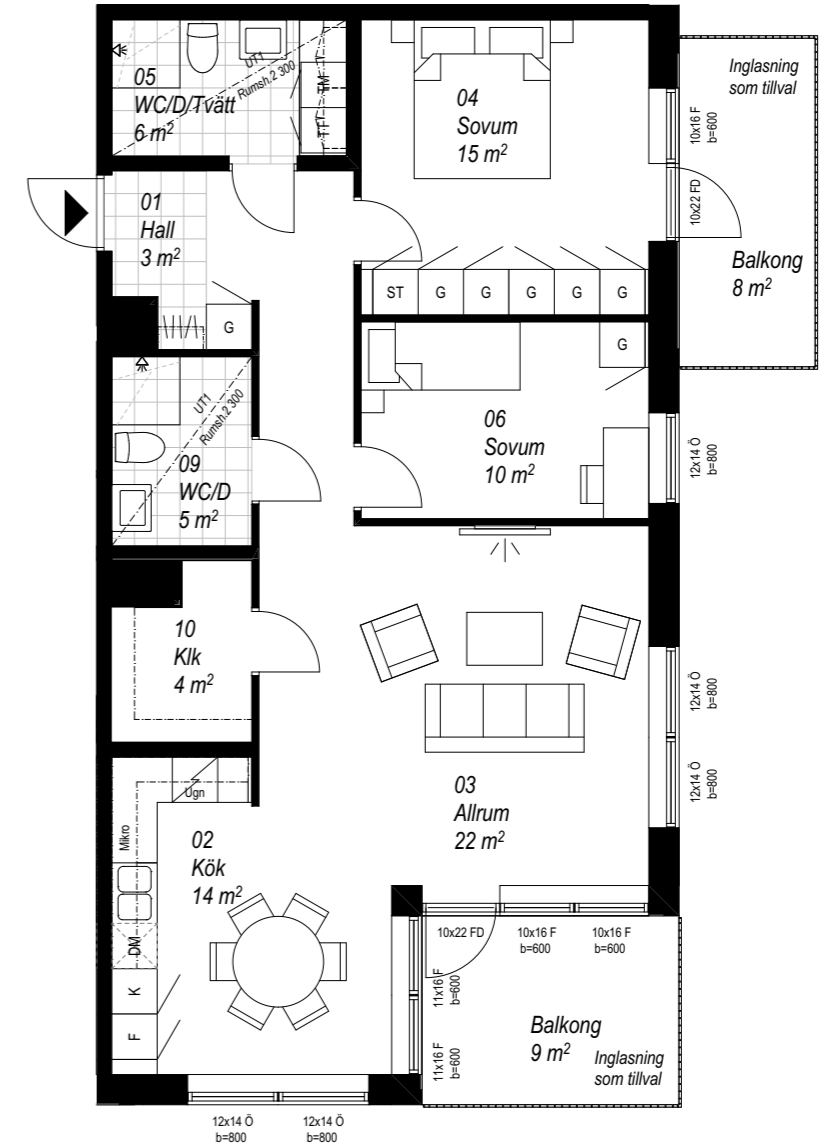 05
WC/D/Tvätt
6 m²
UT1
Rumsh.2 300
TM
TT
04
Sovum
15 m²
10x16 F
b=600
10x22 FD
Inglasning
som tillval
Balkong
8 m²
01
Hall
3 m²
G
ST
G
G
G
G
G
G
06
Sovum
10 m²
12x14 Ö
b=800
UT1
Rumsh.2 300
09
WC/D
5 m²
10
Klk
4 m²
12x14 Ö
b=800
12x14 Ö
b=800
03
Allrum
22 m²
Ugn
Mikro
02
Kök
14 m²
DM
K
F
10x22 FD
10x16 F
b=600
10x16 F
b=600
11x16 F
b=600
11x16 F
b=600
Balkong
9 m²
Inglasning
som tillval
12x14 Ö
b=800
12x14 Ö
b=800